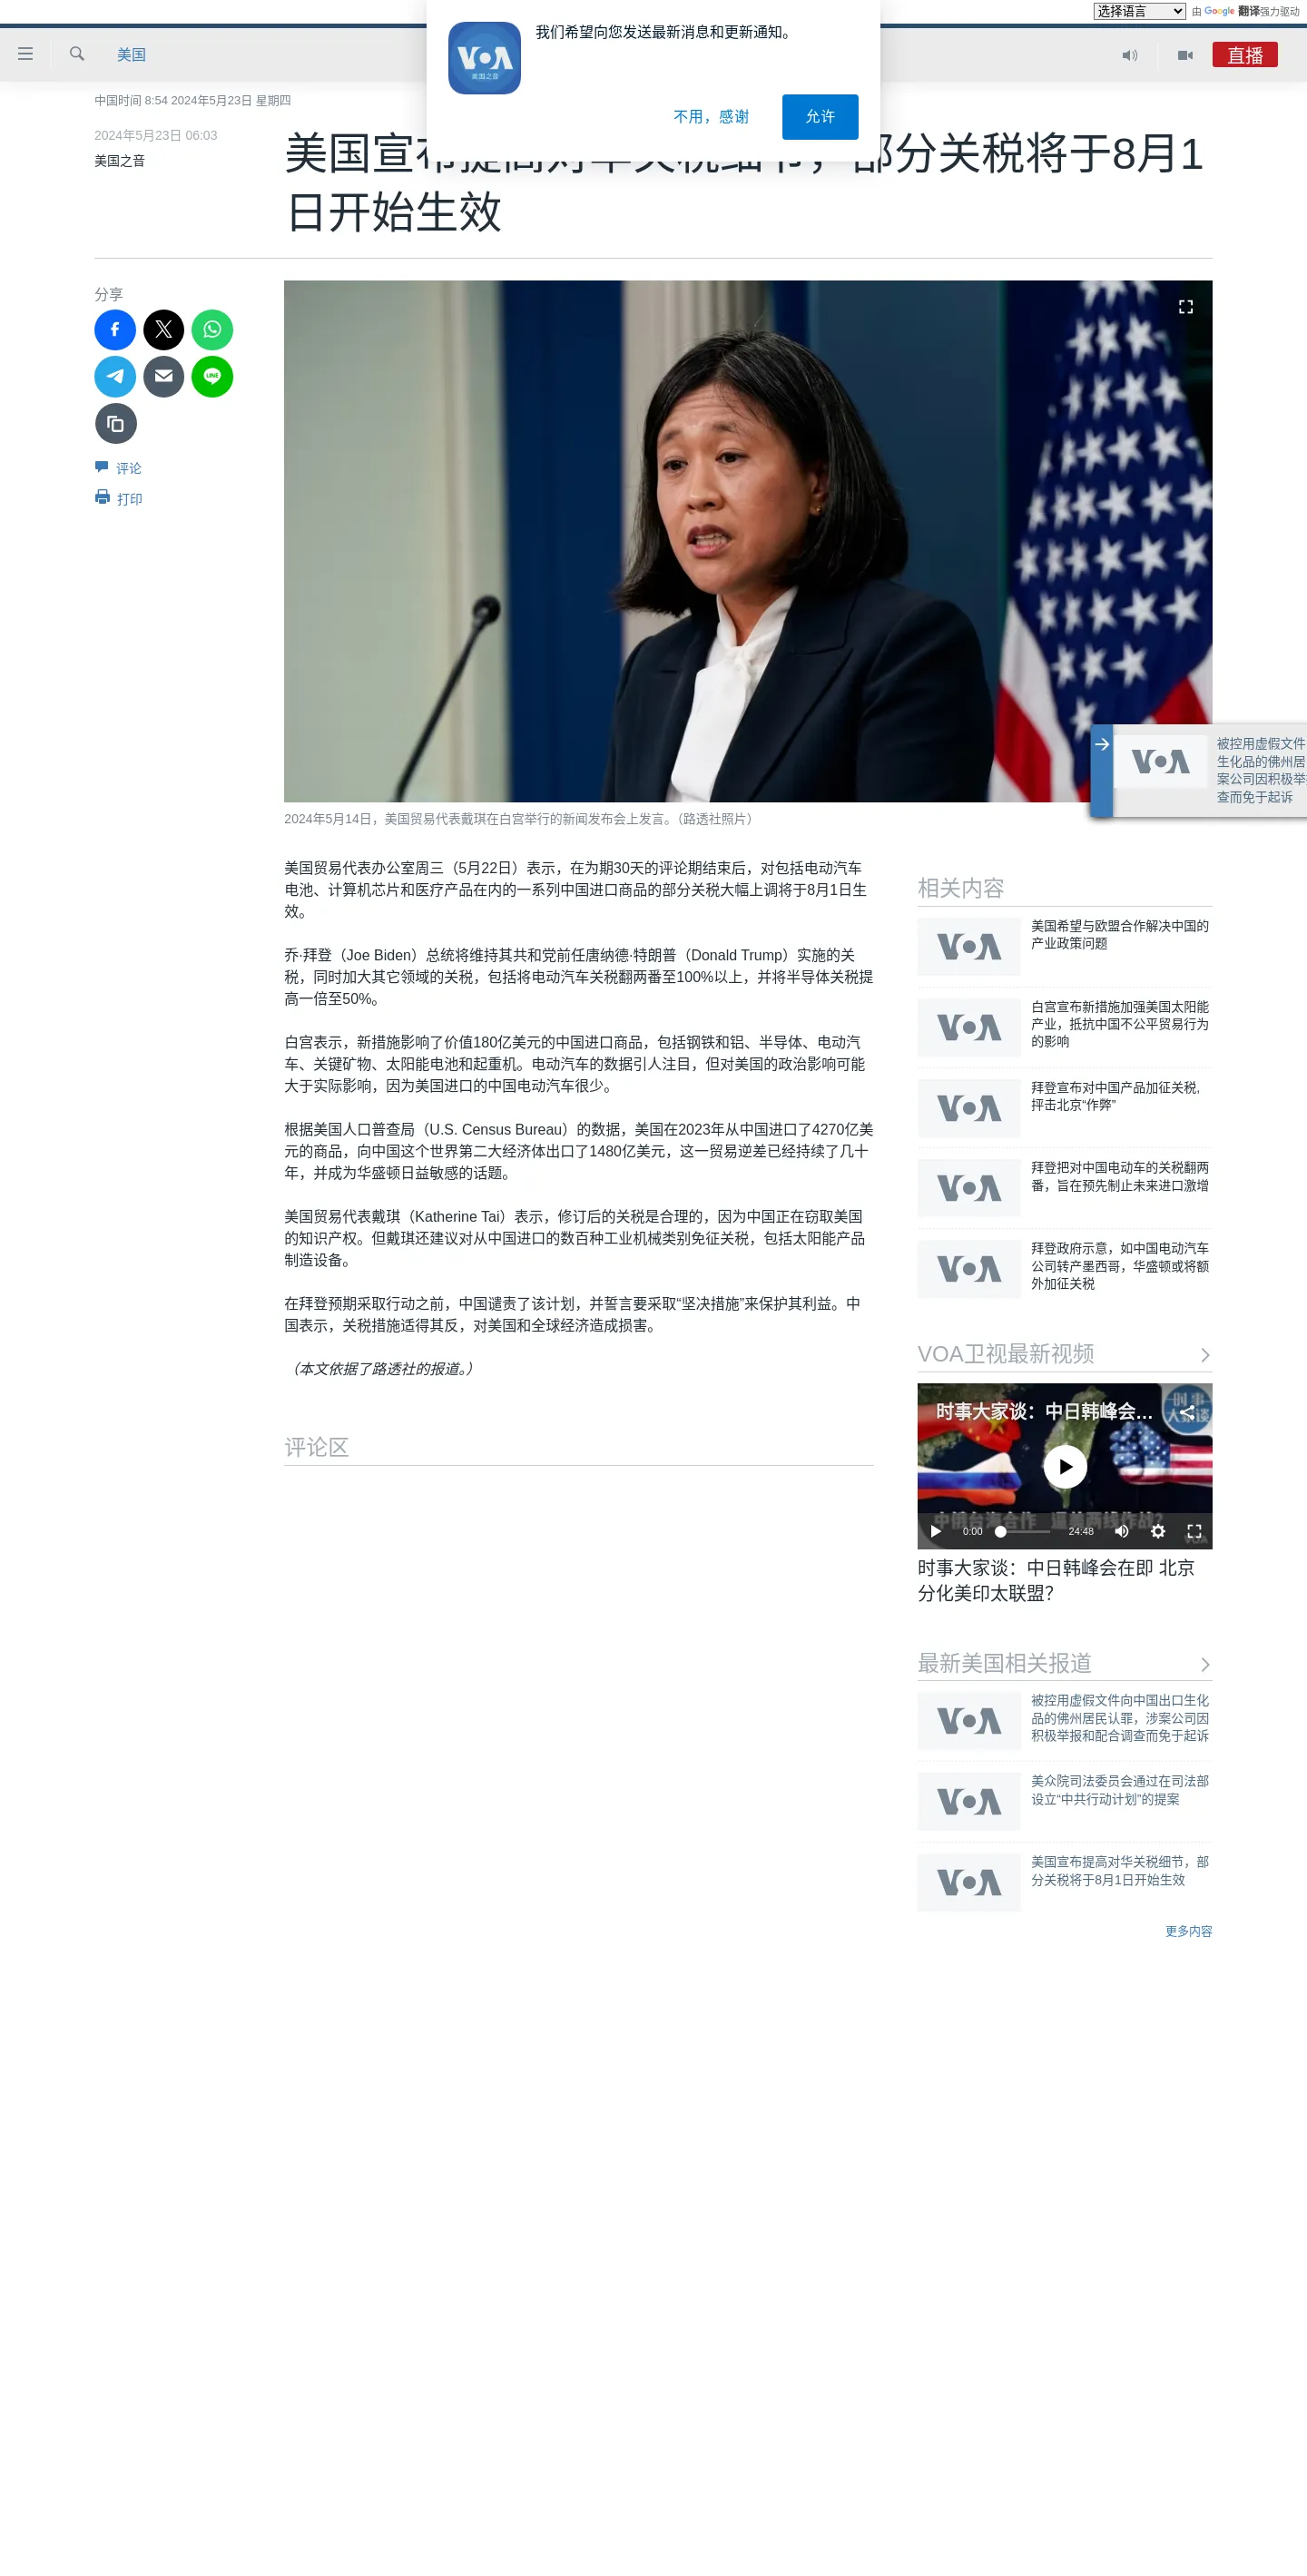 选择语言
由 Google 翻译强力驱动
我们希望向您发送最新消息和更新通知。
VOA
美国之音
不用，感谢
允许
美国
直播
中国时间 8:54 2024年5月23日 星期四
2024年5月23日 06:03
美国之音
美国宣布提高对华关税细节，部分关税将于8月1
日开始生效
分享
LINE
评论
打印
2024年5月14日，美国贸易代表戴琪在白宫举行的新闻发布会上发言。（路透社照片）
VOA
被控用虚假文件
生化品的佛州居
案公司因积极举
查而免于起诉
美国贸易代表办公室周三（5月22日）表示，在为期30天的评论期结束后，对包括电动汽车
电池、计算机芯片和医疗产品在内的一系列中国进口商品的部分关税大幅上调将于8月1日生
效。
乔·拜登（Joe Biden）总统将维持其共和党前任唐纳德·特朗普（Donald Trump）实施的关
税，同时加大其它领域的关税，包括将电动汽车关税翻两番至100%以上，并将半导体关税提
高一倍至50%。
白宫表示，新措施影响了价值180亿美元的中国进口商品，包括钢铁和铝、半导体、电动汽
车、关键矿物、太阳能电池和起重机。电动汽车的数据引人注目，但对美国的政治影响可能
大于实际影响，因为美国进口的中国电动汽车很少。
根据美国人口普查局（U.S. Census Bureau）的数据，美国在2023年从中国进口了4270亿美
元的商品，向中国这个世界第二大经济体出口了1480亿美元，这一贸易逆差已经持续了几十
年，并成为华盛顿日益敏感的话题。
美国贸易代表戴琪（Katherine Tai）表示，修订后的关税是合理的，因为中国正在窃取美国
的知识产权。但戴琪还建议对从中国进口的数百种工业机械类别免征关税，包括太阳能产品
制造设备。
在拜登预期采取行动之前，中国谴责了该计划，并誓言要采取“坚决措施”来保护其利益。中
国表示，关税措施适得其反，对美国和全球经济造成损害。
（本文依据了路透社的报道。）
评论区
相关内容
VOA
美国希望与欧盟合作解决中国的
产业政策问题
VOA
白宫宣布新措施加强美国太阳能
产业，抵抗中国不公平贸易行为
的影响
VOA
拜登宣布对中国产品加征关税,
抨击北京“作弊”
VOA
拜登把对中国电动车的关税翻两
番，旨在预先制止未来进口激增
VOA
拜登政府示意，如中国电动汽车
公司转产墨西哥，华盛顿或将额
外加征关税
VOA卫视最新视频
时事大家谈：中日韩峰会…
时事
大家谈
0:00
24:48
时事大家谈：中日韩峰会在即 北京
分化美印太联盟？
最新美国相关报道
VOA
被控用虚假文件向中国出口生化
品的佛州居民认罪，涉案公司因
积极举报和配合调查而免于起诉
VOA
美众院司法委员会通过在司法部
设立“中共行动计划”的提案
VOA
美国宣布提高对华关税细节，部
分关税将于8月1日开始生效
更多内容